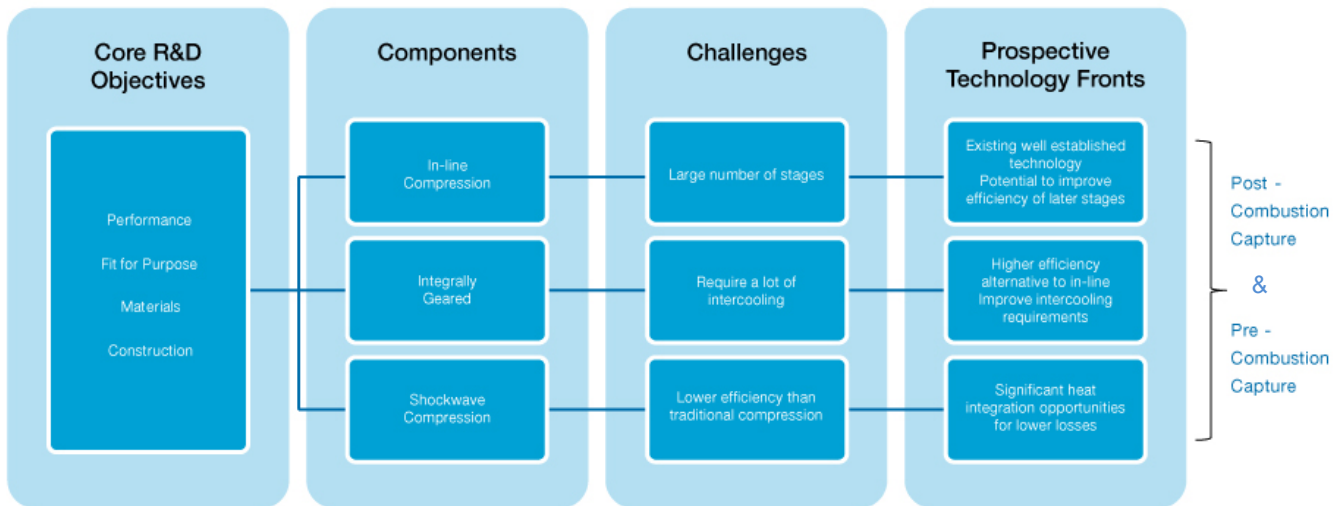 Core R&D
Objectives
Performance
Fit for Purpose
Materials
Construction
Components
In-line
Compression
Integrally
Geared
Shockwave
Compression
Challenges
Large number of stages
Require a lot of
intercooling
Lower efficiency than
traditional compression
Prospective
Technology Fronts
Existing well established
technology
Potential to improve
efficiency of later stages
Higher efficiency
alternative to in-line
Improve intercooling
requirements
Significant heat
integration opportunities
for lower losses
Post -
Combustion
Capture
&
Pre -
Combustion
Capture